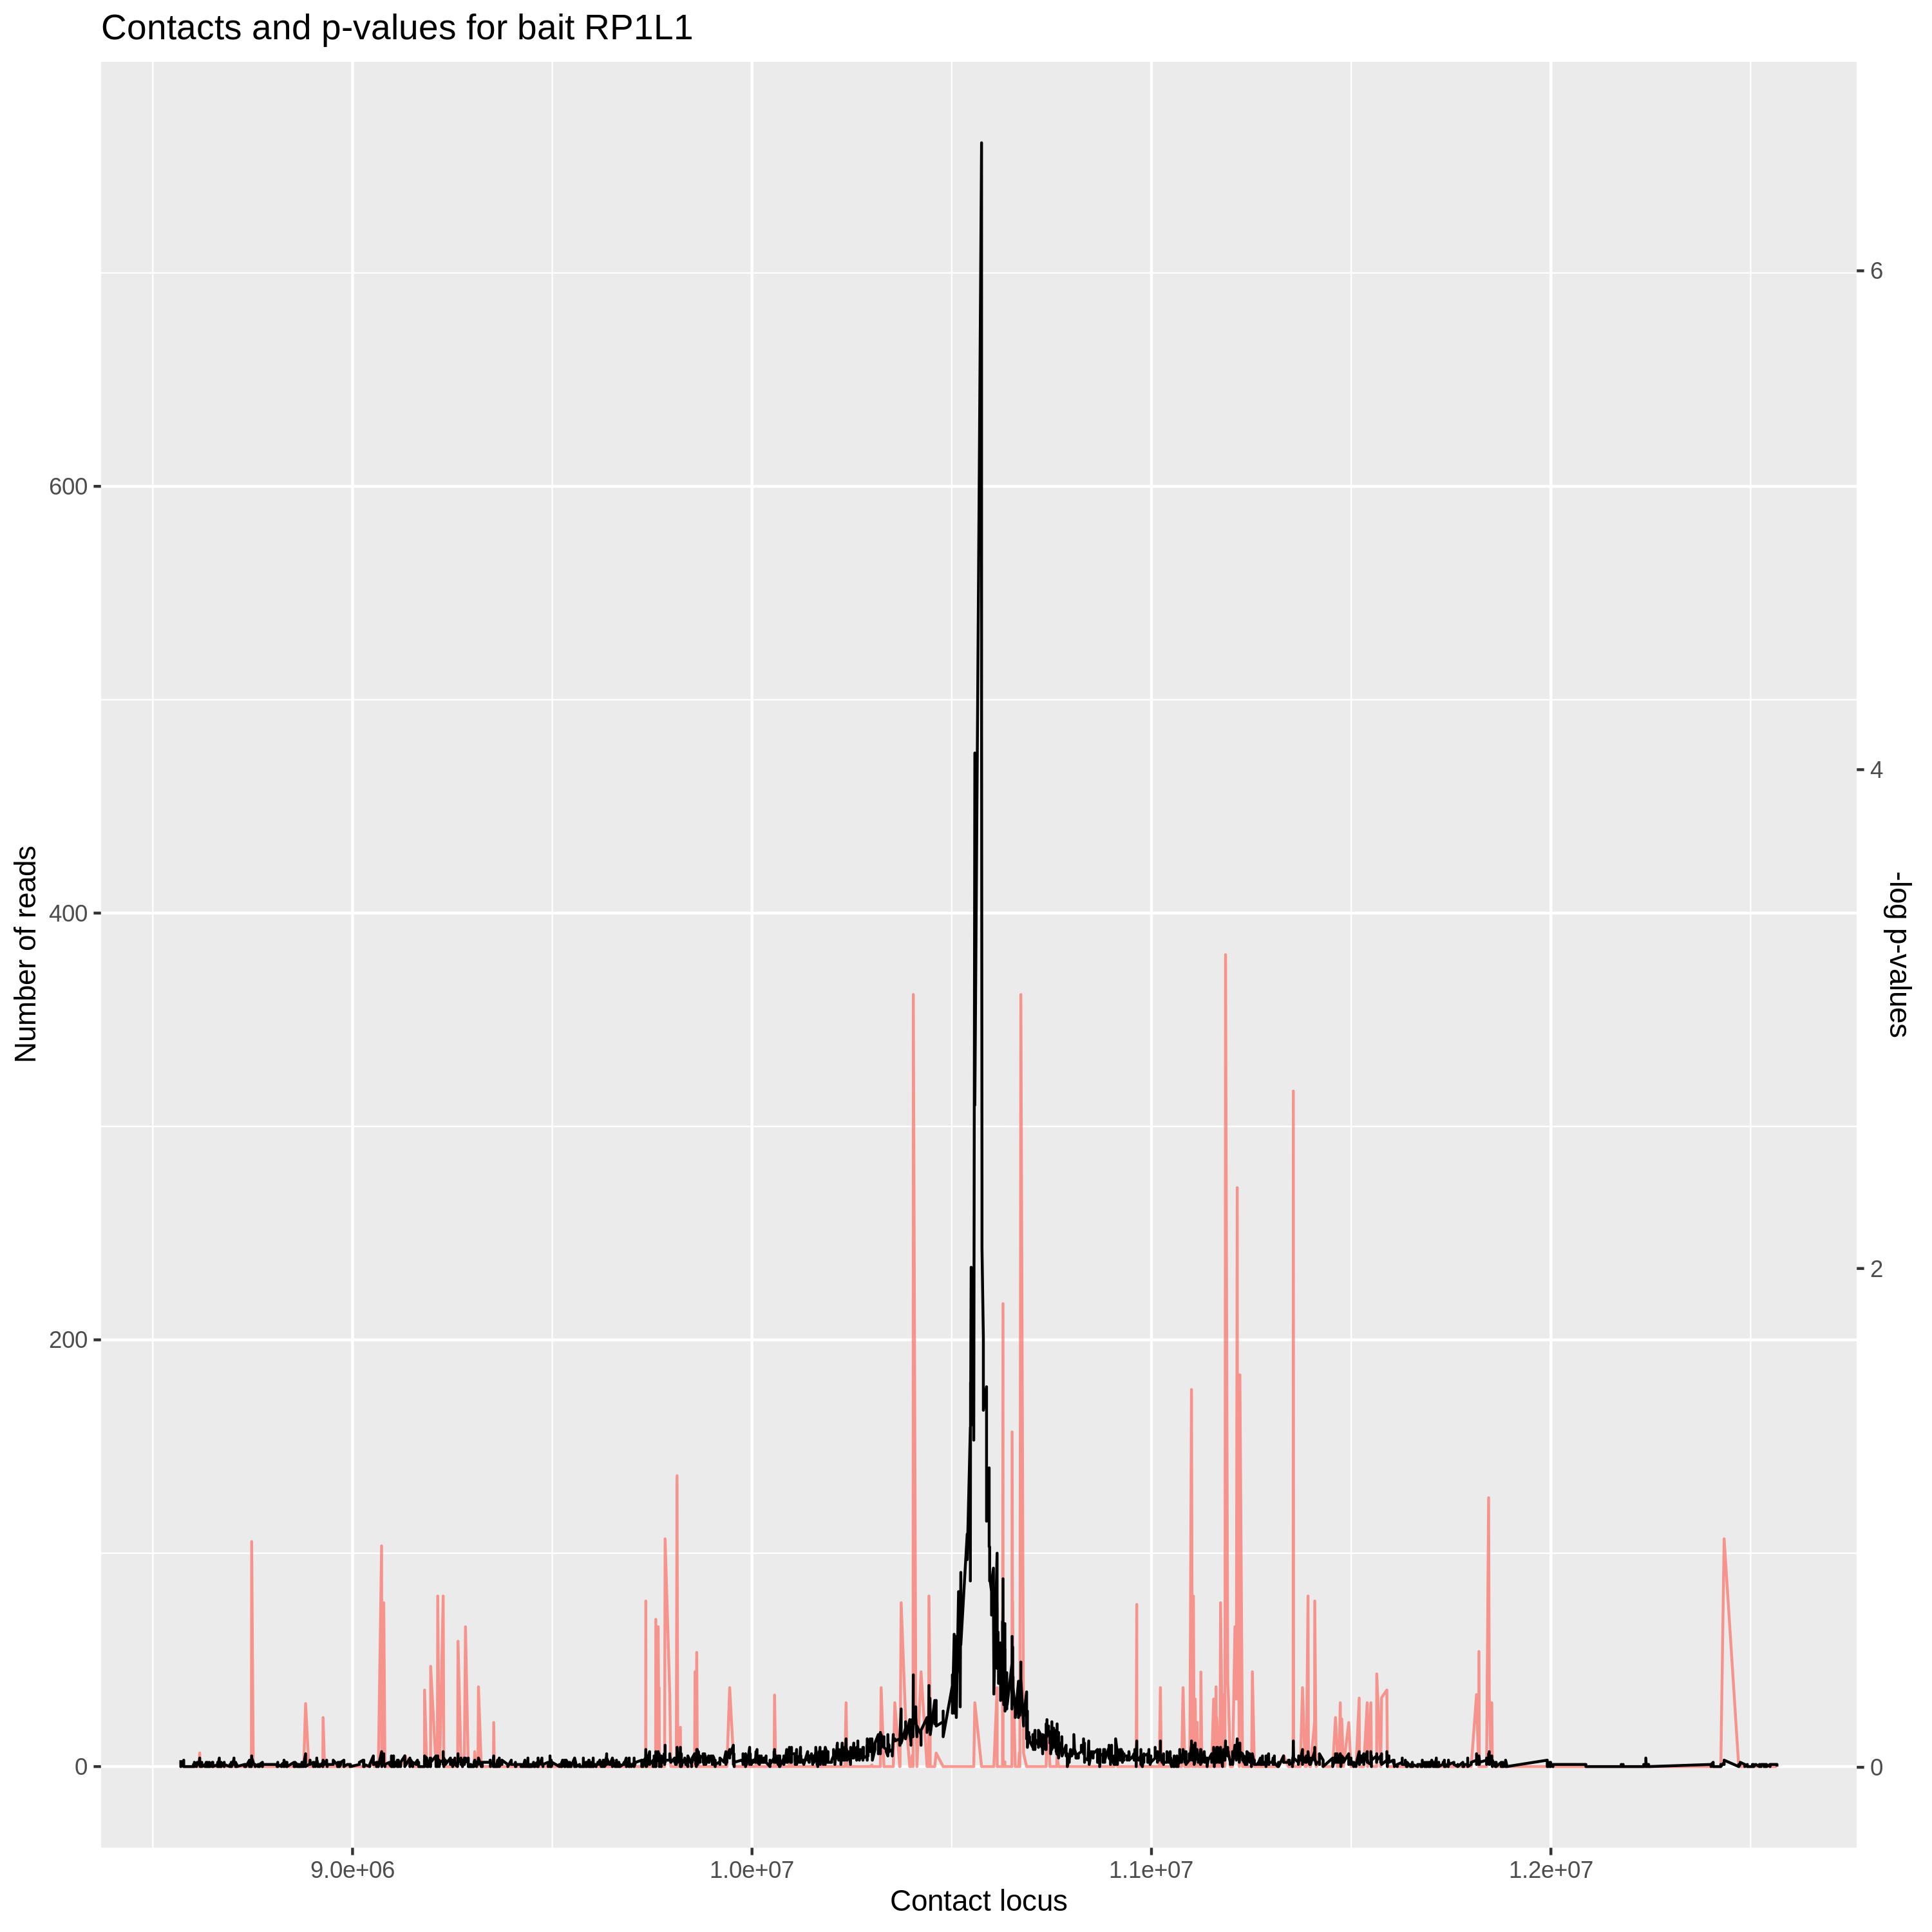 Contacts and p-values for bait RP1L1
Number of reads
600
400
200
0
6
4
2
0
-log p-values
9.0e+06
1.0e+07
1.1e+07
1.2e+07
Contact locus